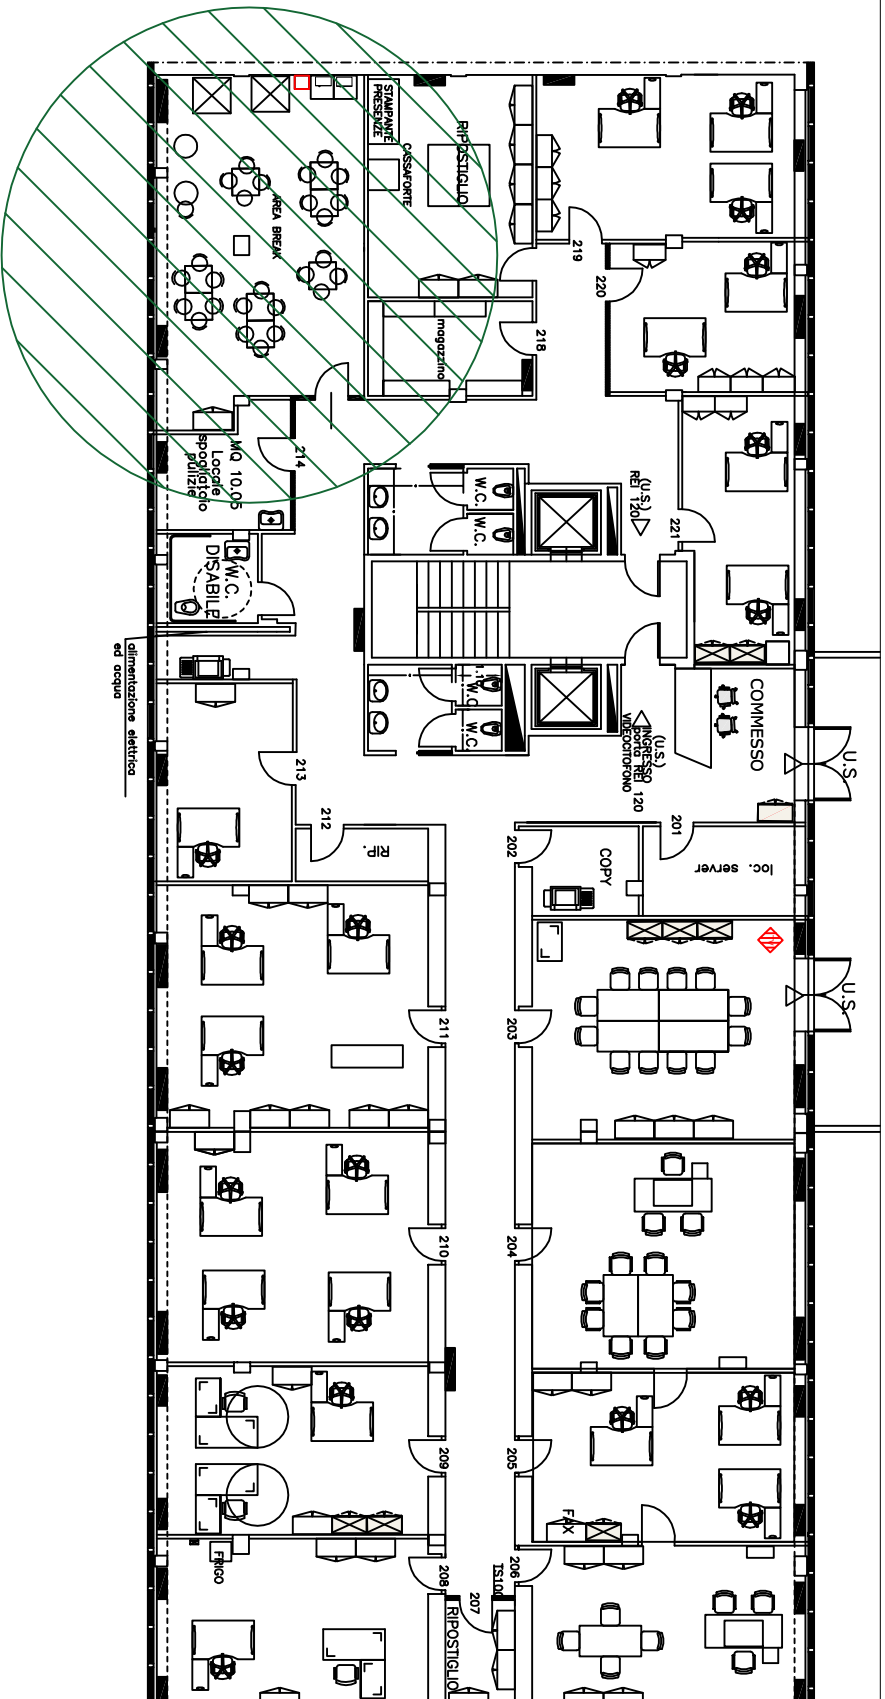 STAMPANTE
PRESENZE
CASSAFORTE
RIPOSTIGLIO
AREA BREAK
219
220
218
magazzino
214
MQ 10.05
Locale
spogliatoio
pulizie
W.C.
W.C.
(U.S.)
REI 120
221
W.C.
DISABILE
alimentazione elettrica
ed acqua
W.C.
W.C.
COMMESSO
(U.S.)
INGRESSO
porta REI 120
VIDEOCITOFONO
U.S.
213
212
RIP.
202
COPY
201
loc. server
U.S.
211
203
210
204
209
205
FAX
FRIGO
208
207
TS100
206
RIPOSTIGLIO